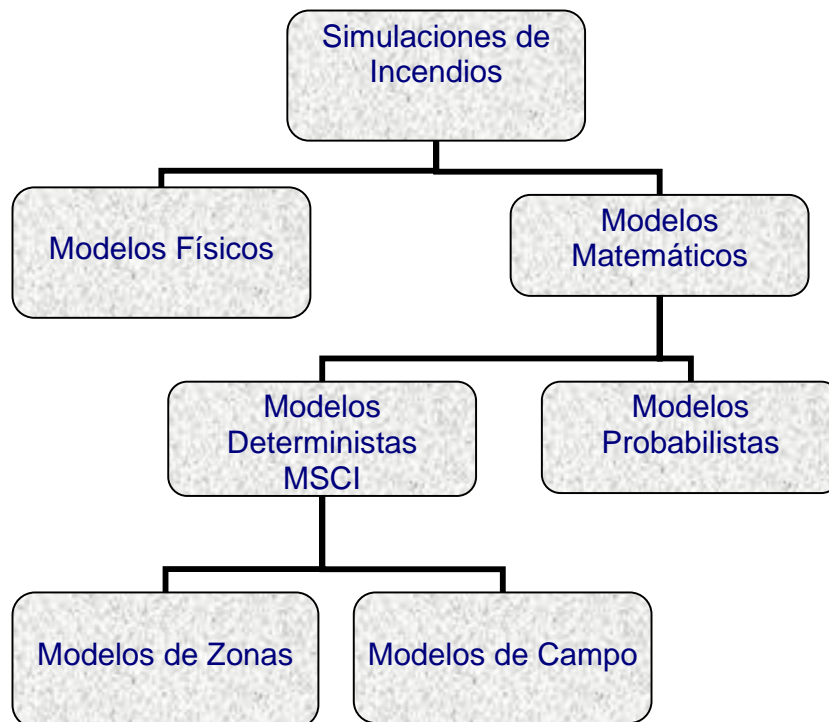 Simulaciones de
Incendios
Modelos Físicos
Modelos
Matemáticos
Modelos
Deterministas
MSCI
Modelos
Probabilistas
Modelos de Zonas
Modelos de Campo